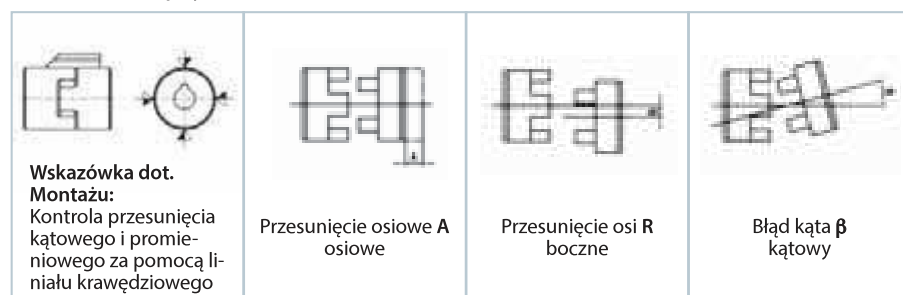 Wskazówka dot.
Montażu:
Kontrola przesunięcia
kątowego i promie-
niowego za pomocą li-
niału krawędziowego
Przesunięcie osiowe A
osiowe
Przesunięcie osi R
boczne
Błąd kąta β
kątowy